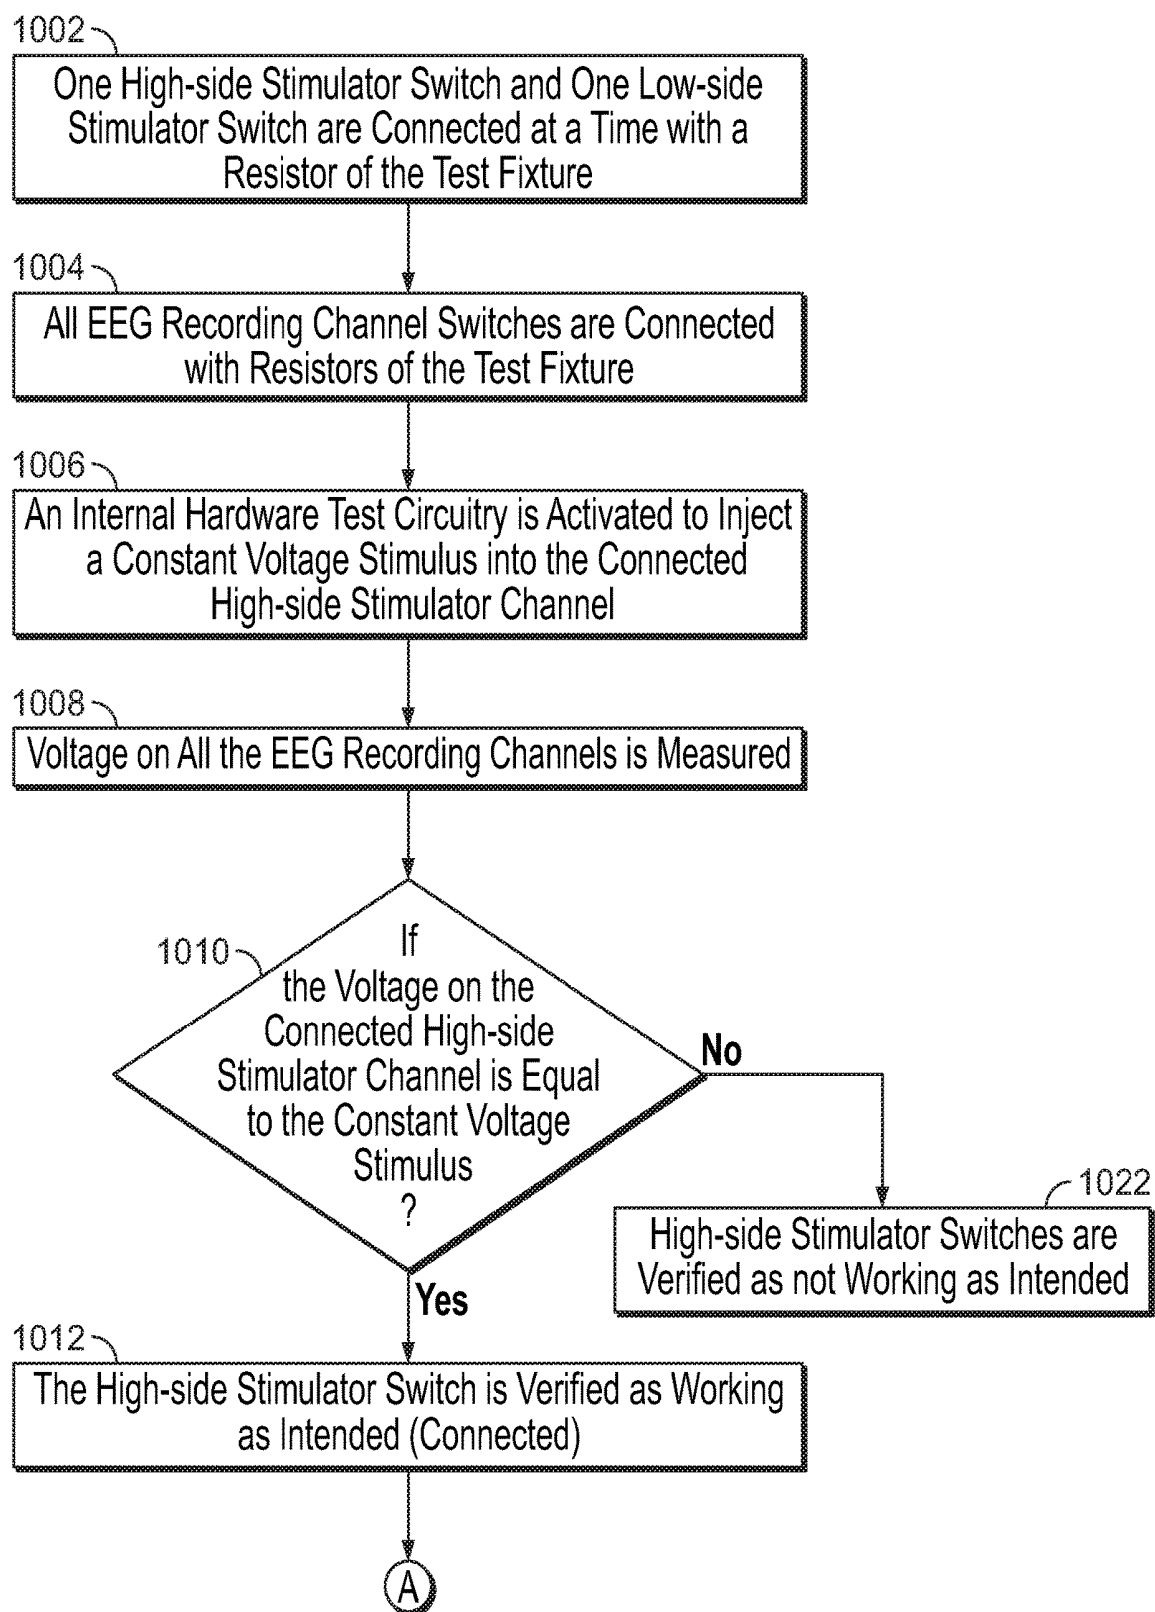 1002
One High-side Stimulator Switch and One Low-side
Stimulator Switch are Connected at a Time with a
Resistor of the Test Fixture
1004
All EEG Recording Channel Switches are Connected
with Resistors of the Test Fixture
1006
An Internal Hardware Test Circuitry is Activated to Inject
a Constant Voltage Stimulus into the Connected
High-side Stimulator Channel
1008
Voltage on All the EEG Recording Channels is Measured
1010
If
the Voltage on the
Connected High-side
Stimulator Channel is Equal
to the Constant Voltage
Stimulus
?
No
1022
High-side Stimulator Switches are
Verified as not Working as Intended
Yes
1012
The High-side Stimulator Switch is Verified as Working
as Intended (Connected)
A